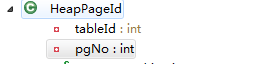 HeapPageId
tableId : int
pgNo : int